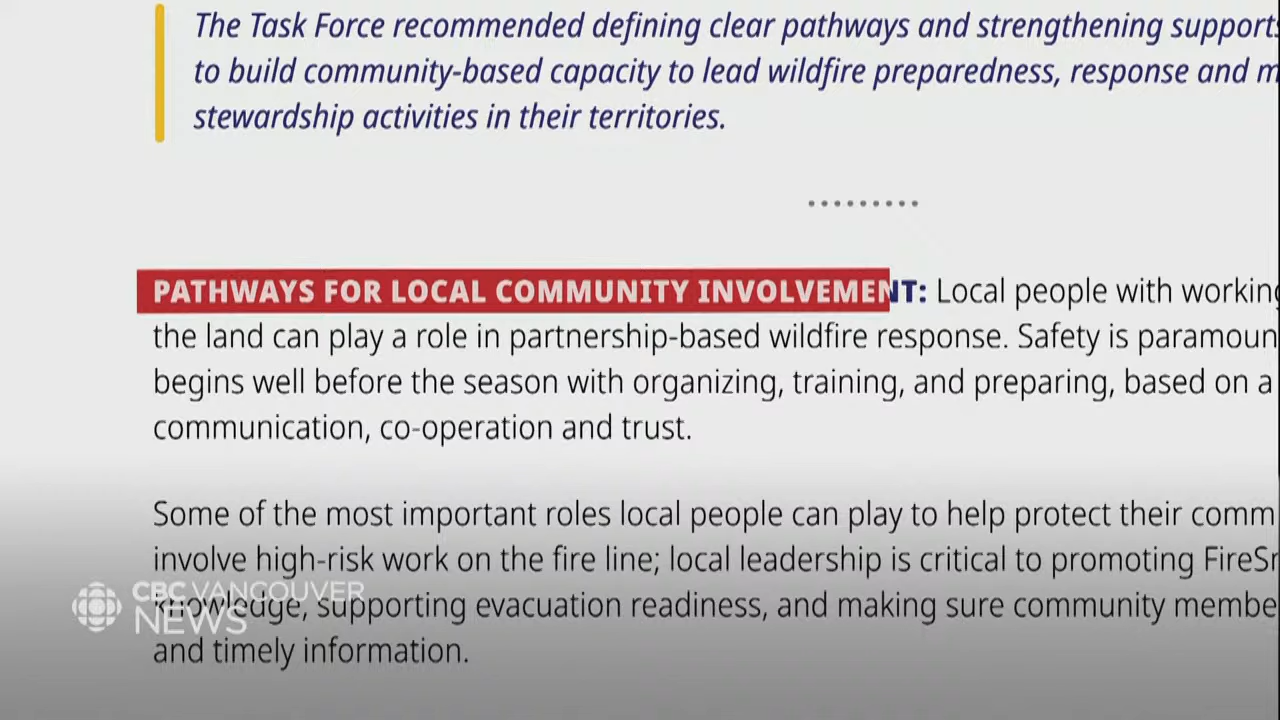 The Task Force recommended defining clear pathways and strengthening supports
to build community-based capacity to lead wildfire preparedness, response and m
stewardship activities in their territories.
PATHWAYS FOR LOCAL COMMUNITY INVOLVEMENT: Local people with working
the land can play a role in partnership-based wildfire response. Safety is paramoun
begins well before the season with organizing, training, and preparing, based on a
communication, co-operation and trust.
Some of the most important roles local people can play to help protect their comm
involve high-risk work on the fire line; local leadership is critical to promoting FireSm
knowledge, supporting evacuation readiness, and making sure community membe
and timely information.
CBC VANCOUVER
NEWS